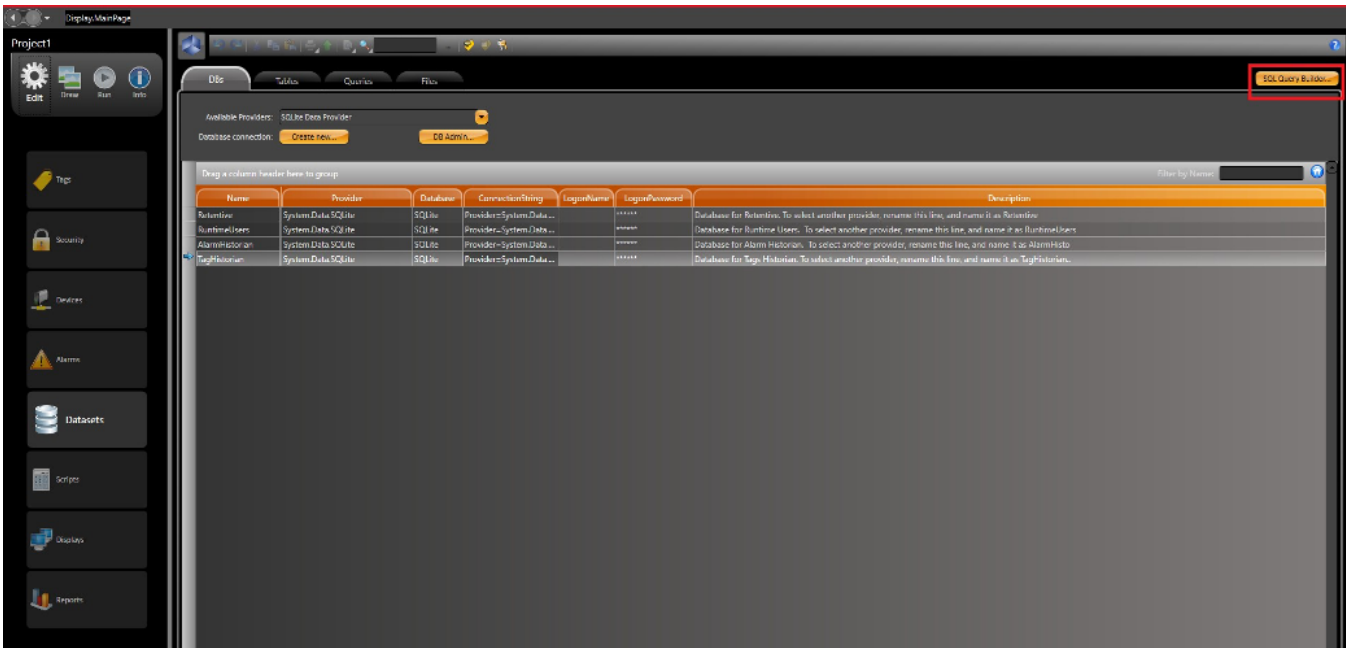 Display.MainPage
Project1
Edit Draw Run Info
DBs Tables Queries Files
SQL Query Builder...
Available Providers: SQLite Data Provider
Database connection: Create new... DB Admin...
Drag a column header here to group
Filter by Name:
Name Provider Database ConnectionString LogonName LogonPassword Description
Retentive System.Data.SQLite SQLite Provider=System.Data.... ****** Database for Retentive. To select another provider, rename this line, and name it as Retentive
RuntimeUsers System.Data.SQLite SQLite Provider=System.Data.... ****** Database for Runtime Users. To select another provider, rename this line, and name it as RuntimeUsers
AlarmHistorian System.Data.SQLite SQLite Provider=System.Data.... ****** Database for Alarm Historian. To select another provider, rename this line, and name it as AlarmHisto
TagHistorian System.Data.SQLite SQLite Provider=System.Data.... ****** Database for Tags Historian. To select another provider, rename this line, and name it as TagHistorian.
Tags
Security
Devices
Alarms
Datasets
Scripts
Displays
Reports